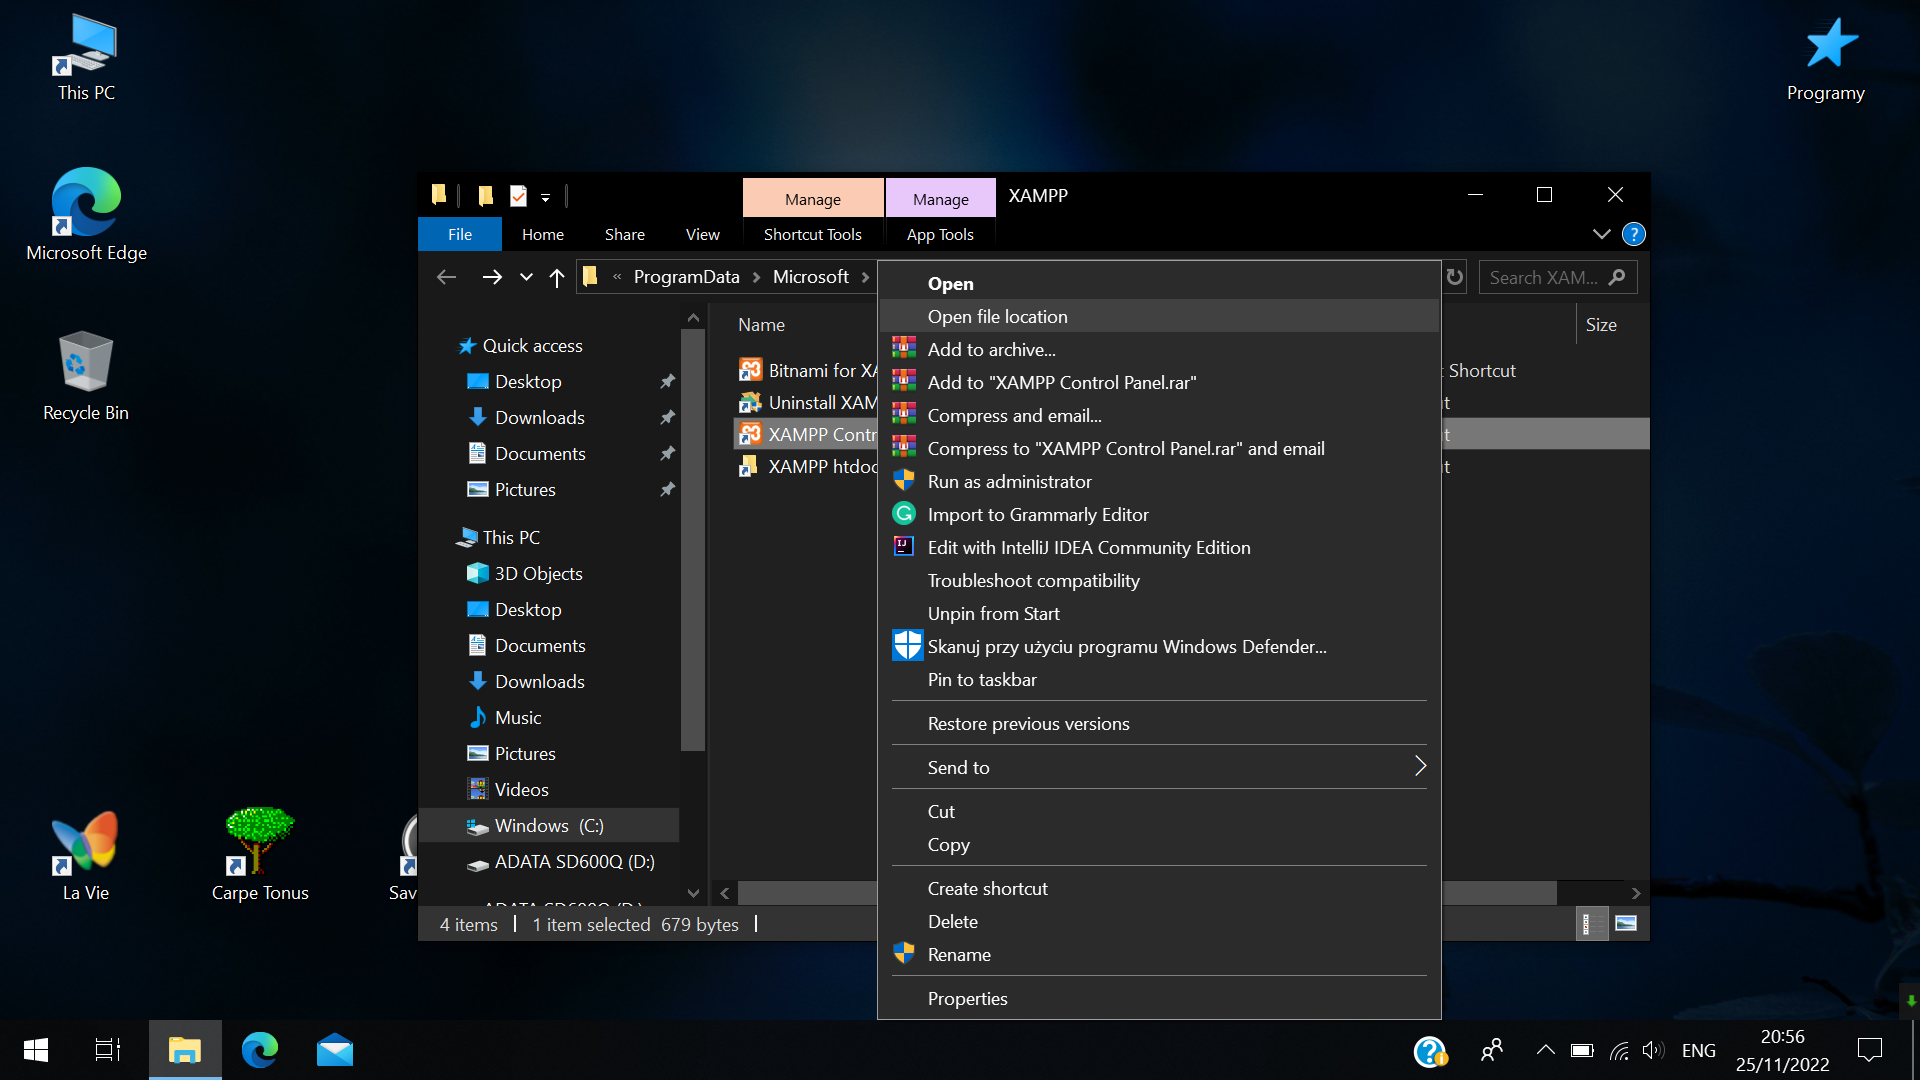 This PC
Programy
Microsoft Edge
Recycle Bin
La Vie
Carpe Tonus
Sav
Manage
Manage
XAMPP
File
Home
Share
View
Shortcut Tools
App Tools
?
« ProgramData > Microsoft >
Search XAM...
Quick access
Desktop
Downloads
Documents
Pictures
This PC
3D Objects
Desktop
Documents
Downloads
Music
Pictures
Videos
Windows (C:)
ADATA SD600Q (D:)
ADATA SD600Q (D:)
Name
Size
Bitnami for XA
t Shortcut
Uninstall XAM
ut
XAMPP Contr
ut
XAMPP htdoc
ut
Open
Open file location
Add to archive...
Add to "XAMPP Control Panel.rar"
Compress and email...
Compress to "XAMPP Control Panel.rar" and email
Run as administrator
Import to Grammarly Editor
Edit with IntelliJ IDEA Community Edition
Troubleshoot compatibility
Unpin from Start
Skanuj przy użyciu programu Windows Defender...
Pin to taskbar
Restore previous versions
Send to
Cut
Copy
Create shortcut
Delete
Rename
Properties
4 items
1 item selected 679 bytes
ENG
20:56
25/11/2022